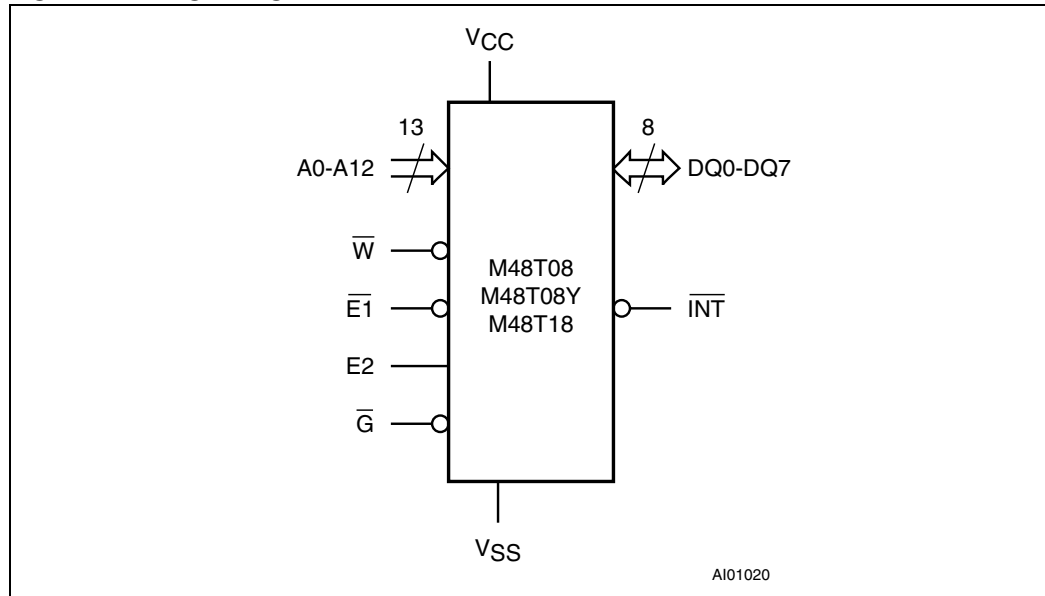 VCC
13
8
A0-A12
DQ0-DQ7
W
M48T08
M48T08Y
M48T18
E1
INT
E2
G
VSS
AI01020